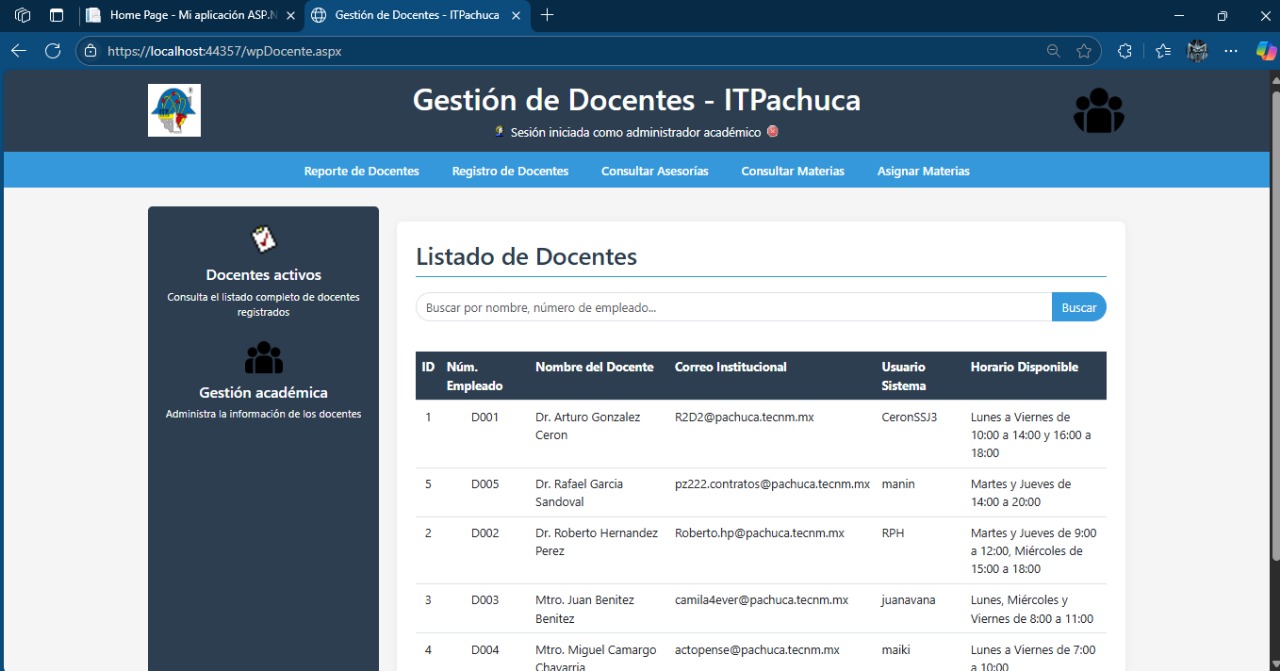 Home Page - Mi aplicación ASP.N
Gestión de Docentes - ITPachuca
https://localhost:44357/wpDocente.aspx
Gestión de Docentes - ITPachuca
Sesión iniciada como administrador académico
Reporte de Docentes Registro de Docentes Consultar Asesorías Consultar Materias Asignar Materias
Docentes activos
Consulta el listado completo de docentes
registrados
Gestión académica
Administra la información de los docentes
Listado de Docentes
Buscar por nombre, número de empleado... Buscar
ID Núm. Nombre del Docente Correo Institucional Usuario Horario Disponible
Empleado Sistema
1 D001 Dr. Arturo Gonzalez R2D2@pachuca.tecnm.mx CeronSSJ3 Lunes a Viernes de
Ceron 10:00 a 14:00 y 16:00 a
18:00
5 D005 Dr. Rafael Garcia pz222.contratos@pachuca.tecnm.mx manin Martes y Jueves de
Sandoval 14:00 a 20:00
2 D002 Dr. Roberto Hernandez Roberto.hp@pachuca.tecnm.mx RPH Martes y Jueves de 9:00
Perez a 12:00, Miércoles de
15:00 a 18:00
3 D003 Mtro. Juan Benitez camila4ever@pachuca.tecnm.mx juanavana Lunes, Miércoles y
Benitez Viernes de 8:00 a 11:00
4 D004 Mtro. Miguel Camargo actopense@pachuca.tecnm.mx maiki Lunes a Viernes de 7:00
Chavarria a 10:00